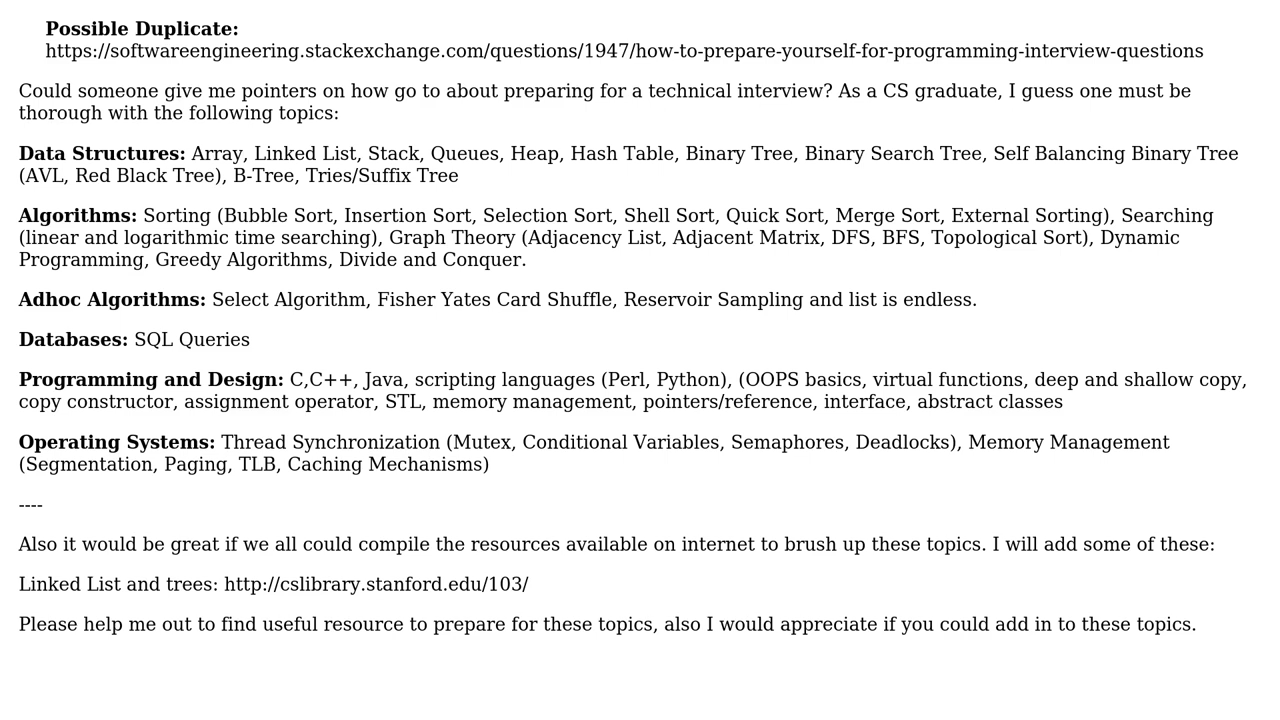 Possible Duplicate:
https://softwareengineering.stackexchange.com/questions/1947/how-to-prepare-yourself-for-programming-interview-questions
Could someone give me pointers on how go to about preparing for a technical interview? As a CS graduate, I guess one must be
thorough with the following topics:
Data Structures: Array, Linked List, Stack, Queues, Heap, Hash Table, Binary Tree, Binary Search Tree, Self Balancing Binary Tree
(AVL, Red Black Tree), B-Tree, Tries/Suffix Tree
Algorithms: Sorting (Bubble Sort, Insertion Sort, Selection Sort, Shell Sort, Quick Sort, Merge Sort, External Sorting), Searching
(linear and logarithmic time searching), Graph Theory (Adjacency List, Adjacent Matrix, DFS, BFS, Topological Sort), Dynamic
Programming, Greedy Algorithms, Divide and Conquer.
Adhoc Algorithms: Select Algorithm, Fisher Yates Card Shuffle, Reservoir Sampling and list is endless.
Databases: SQL Queries
Programming and Design: C,C++, Java, scripting languages (Perl, Python), (OOPS basics, virtual functions, deep and shallow copy,
copy constructor, assignment operator, STL, memory management, pointers/reference, interface, abstract classes
Operating Systems: Thread Synchronization (Mutex, Conditional Variables, Semaphores, Deadlocks), Memory Management
(Segmentation, Paging, TLB, Caching Mechanisms)
----
Also it would be great if we all could compile the resources available on internet to brush up these topics. I will add some of these:
Linked List and trees: http://cslibrary.stanford.edu/103/
Please help me out to find useful resource to prepare for these topics, also I would appreciate if you could add in to these topics.